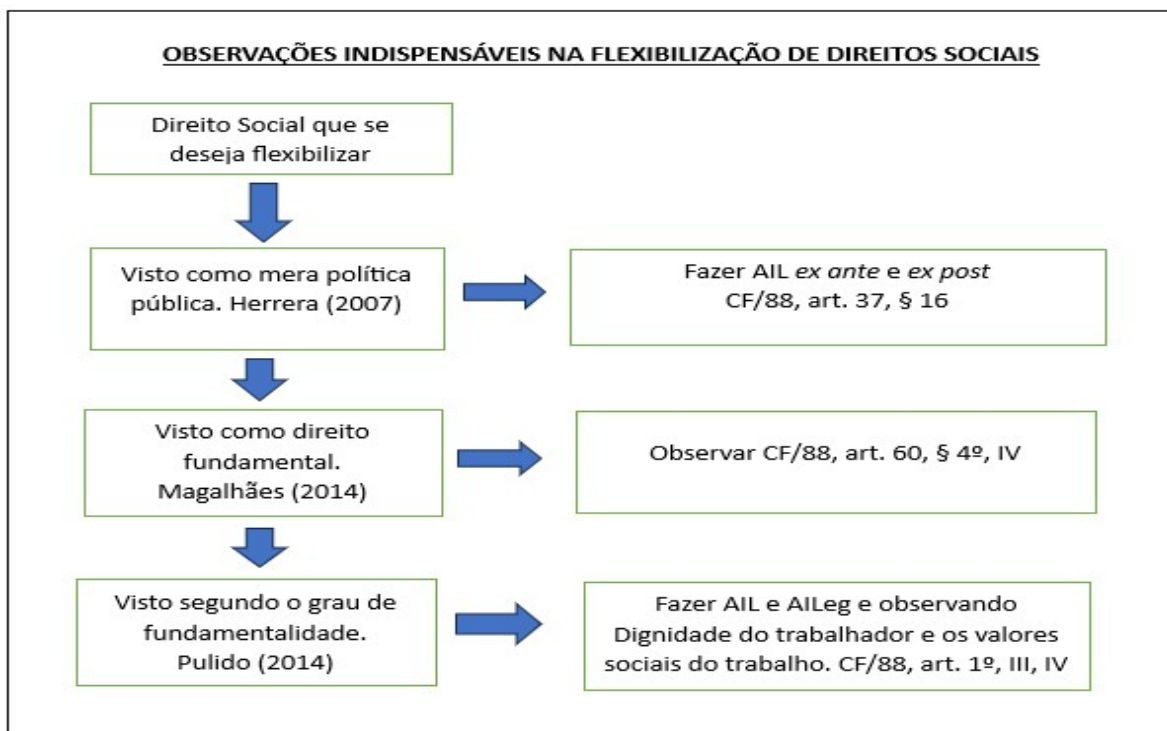 OBSERVAÇÕES INDISPENSÁVEIS NA FLEXIBILIZAÇÃO DE DIREITOS SOCIAIS
Direito Social que se
deseja flexibilizar
Visto como mera política
pública. Herrera (2007)
Fazer AIL ex ante e ex post
CF/88, art. 37, § 16
Visto como direito
fundamental.
Magalhães (2014)
Observar CF/88, art. 60, § 4º, IV
Visto segundo o grau de
fundamentalidade.
Pulido (2014)
Fazer AIL e AILeg e observando
Dignidade do trabalhador e os valores
sociais do trabalho. CF/88, art. 1º, III, IV